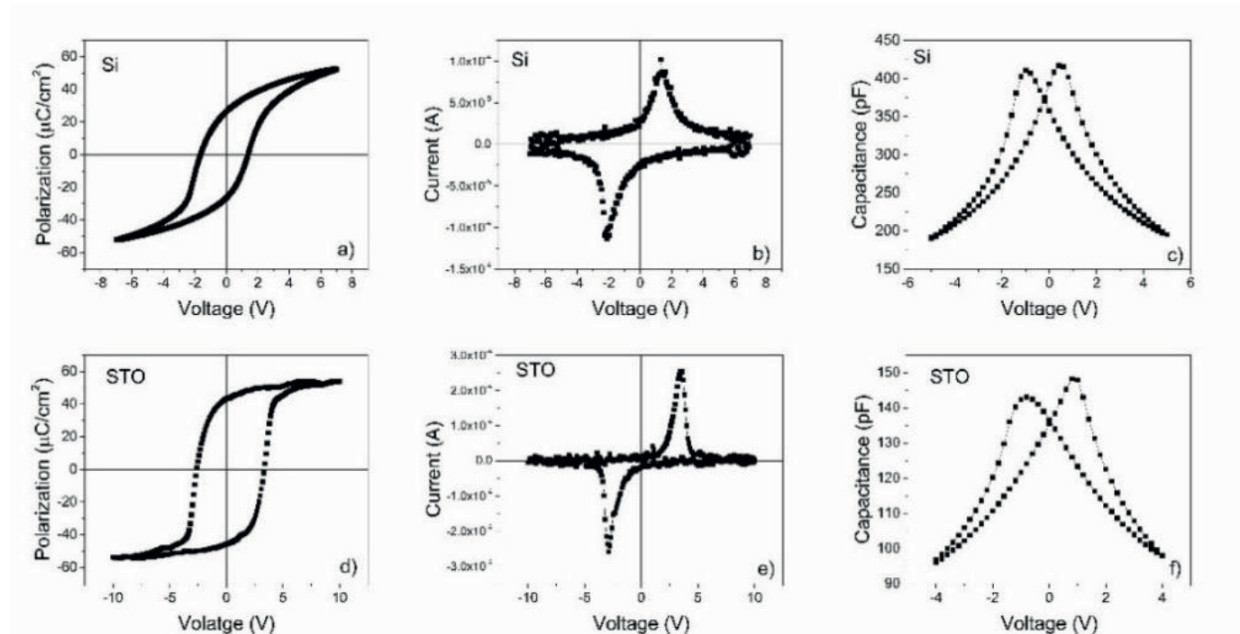 Si
Polarization (μC/cm²)
60
40
20
0
-20
-40
-60
-8 -6 -4 -2 0 2 4 6 8
Voltage (V)
a)
Si
Current (A)
5.0x10⁻⁵
0.0
-8 -6 -4 -2 0 2 4 6 8
Voltage (V)
b)
Si
Capacitance (pF)
450
400
350
300
250
200
150
-6 -4 -2 0 2 4 6
Voltage (V)
c)
STO
Polarization (μC/cm²)
60
40
20
0
-20
-40
-60
-10 -5 0 5 10
Volatge (V)
d)
STO
Current (A)
0.0
-10 -5 0 5 10
Voltage (V)
e)
STO
Capacitance (pF)
150
140
130
120
110
100
90
-4 -2 0 2 4
Voltage (V)
f)